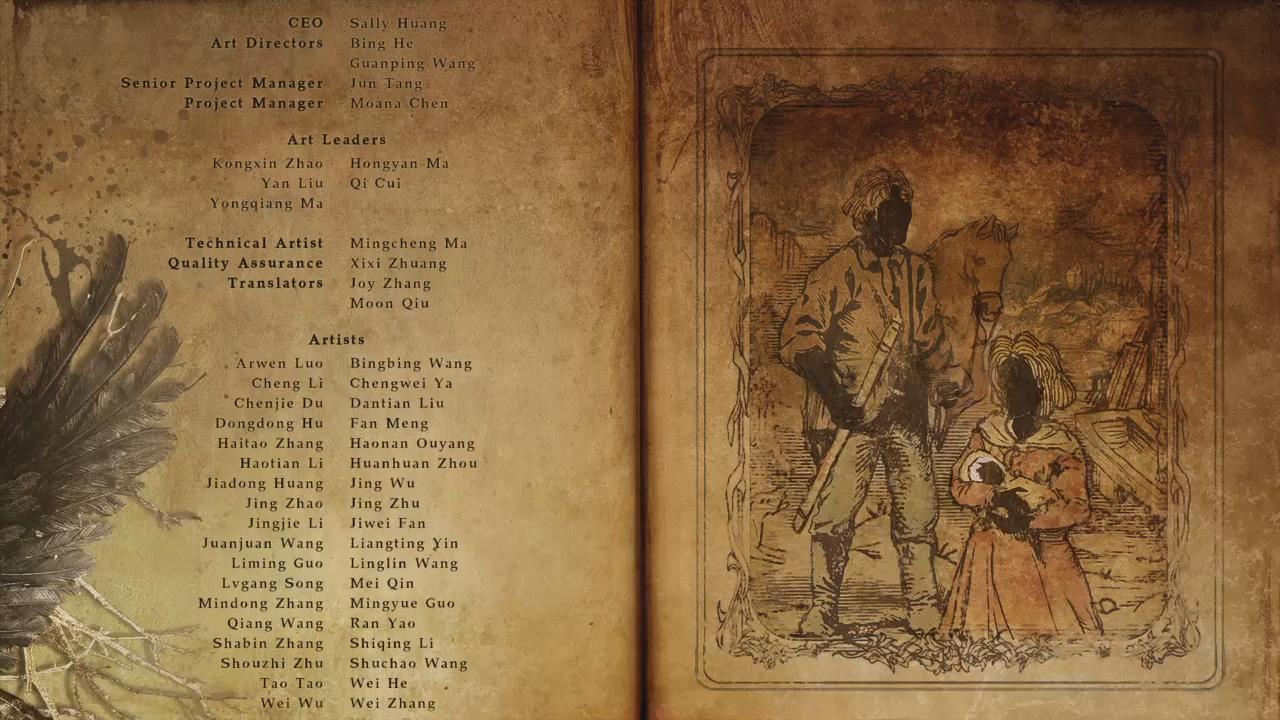 CEO Sally Huang
Art Directors Bing He
Guanping Wang
Senior Project Manager Jun Tang
Project Manager Moana Chen
Art Leaders
Kongxin Zhao Hongyan Ma
Yan Liu Qi Cui
Yongqiang Ma
Technical Artist Mingcheng Ma
Quality Assurance Xixi Zhuang
Translators Joy Zhang
Moon Qiu
Artists
Arwen Luo Bingbing Wang
Cheng Li Chengwei Ya
Chenjie Du Dantian Liu
Dongdong Hu Fan Meng
Haitao Zhang Haonan Ouyang
Haotian Li Huanhuan Zhou
Jiadong Huang Jing Wu
Jing Zhao Jing Zhu
Jingjie Li Jiwei Fan
Juanjuan Wang Liangting Yin
Liming Guo Linglin Wang
Lvgang Song Mei Qin
Mindong Zhang Mingyue Guo
Qiang Wang Ran Yao
Shabin Zhang Shiqing Li
Shouzhi Zhu Shuchao Wang
Tao Tao Wei He
Wei Wu Wei Zhang